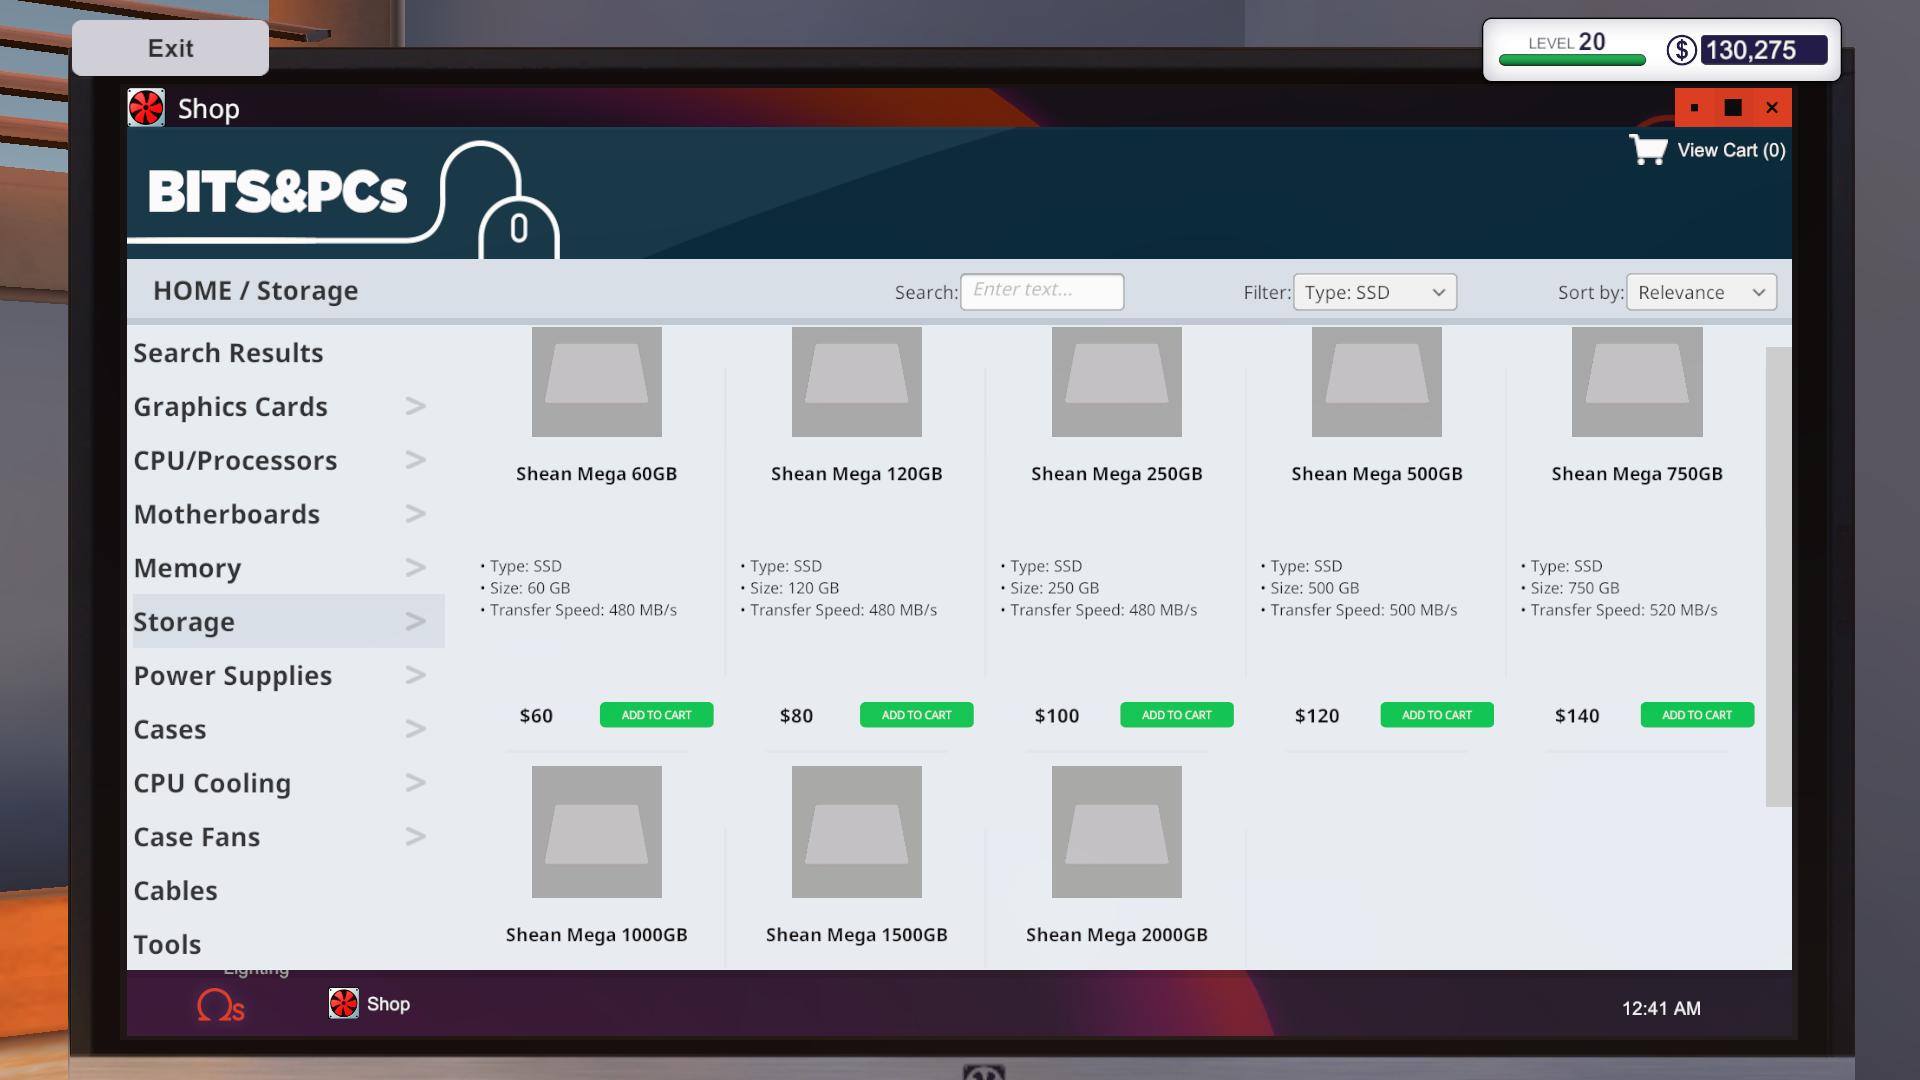 Exit
LEVEL 20
$ 130,275
Shop
View Cart (0)
BITS&PCs
HOME / Storage
Search: Enter text...
Filter: Type: SSD
Sort by: Relevance
Search Results
Graphics Cards >
CPU/Processors >
Motherboards >
Memory >
Storage >
Power Supplies >
Cases >
CPU Cooling >
Case Fans >
Cables
Tools
Lighting
Shean Mega 60GB
• Type: SSD
• Size: 60 GB
• Transfer Speed: 480 MB/s
$60 ADD TO CART
Shean Mega 120GB
• Type: SSD
• Size: 120 GB
• Transfer Speed: 480 MB/s
$80 ADD TO CART
Shean Mega 250GB
• Type: SSD
• Size: 250 GB
• Transfer Speed: 480 MB/s
$100 ADD TO CART
Shean Mega 500GB
• Type: SSD
• Size: 500 GB
• Transfer Speed: 500 MB/s
$120 ADD TO CART
Shean Mega 750GB
• Type: SSD
• Size: 750 GB
• Transfer Speed: 520 MB/s
$140 ADD TO CART
Shean Mega 1000GB
Shean Mega 1500GB
Shean Mega 2000GB
Ωs
Shop
12:41 AM